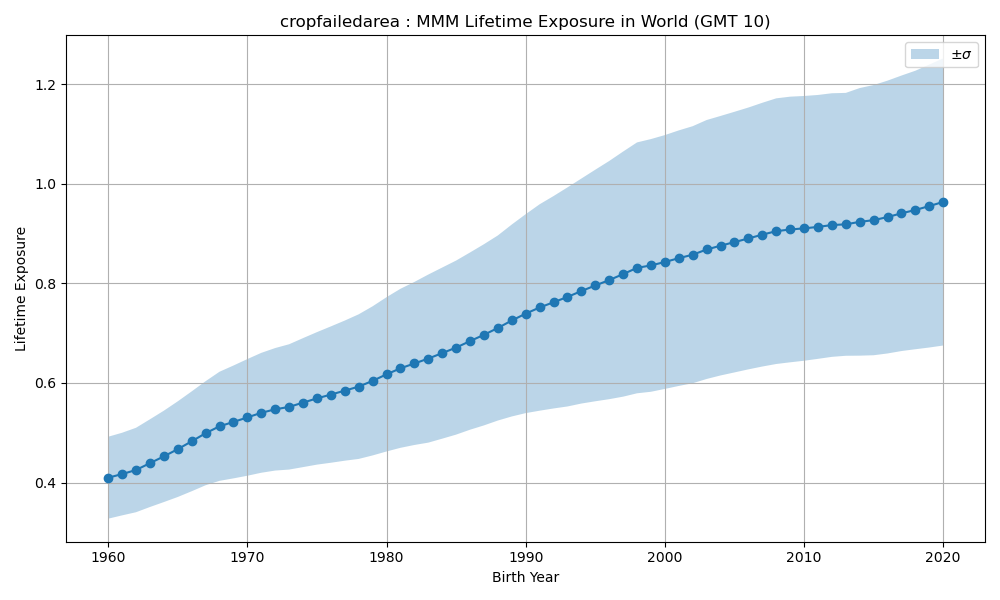 cropfailedarea : MMM Lifetime Exposure in World (GMT 10)
±σ
Lifetime Exposure
1.2
1.0
0.8
0.6
0.4
1960 1970 1980 1990 2000 2010 2020
Birth Year